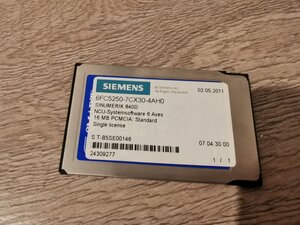 SIEMENS
02.05.2011
6FC5250-7CX30-4AH0
SINUMERIK 840D
NCU-Systemsoftware 6 Axes
16 MB PCMCIA; Standard
Single license
S T-B5SE00146
07.04.30.00
24309277
1 / 1